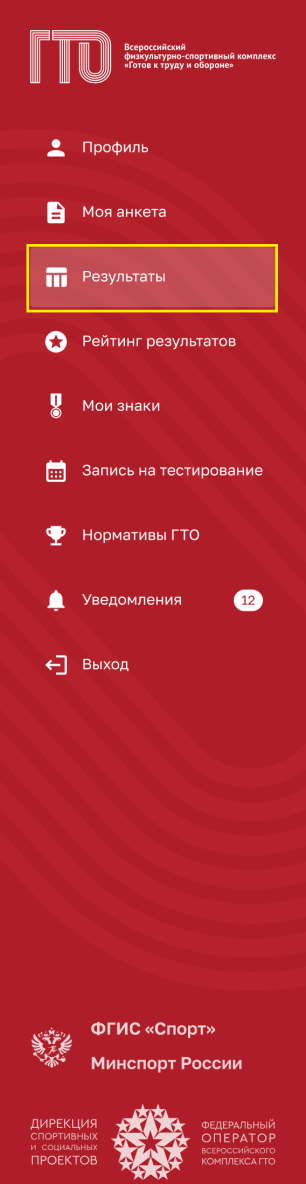 ГТО
Всероссийский
физкультурно-спортивный комплекс
«Готов к труду и обороне»
Профиль
Моя анкета
Результаты
Рейтинг результатов
Мои знаки
Запись на тестирование
Нормативы ГТО
Уведомления 12
Выход
ФГИС «Спорт»
Минспорт России
ДИРЕКЦИЯ
СПОРТИВНЫХ
И СОЦИАЛЬНЫХ
ПРОЕКТОВ
ФЕДЕРАЛЬНЫЙ
ОПЕРАТОР
ВСЕРОССИЙСКОГО
КОМПЛЕКСА ГТО